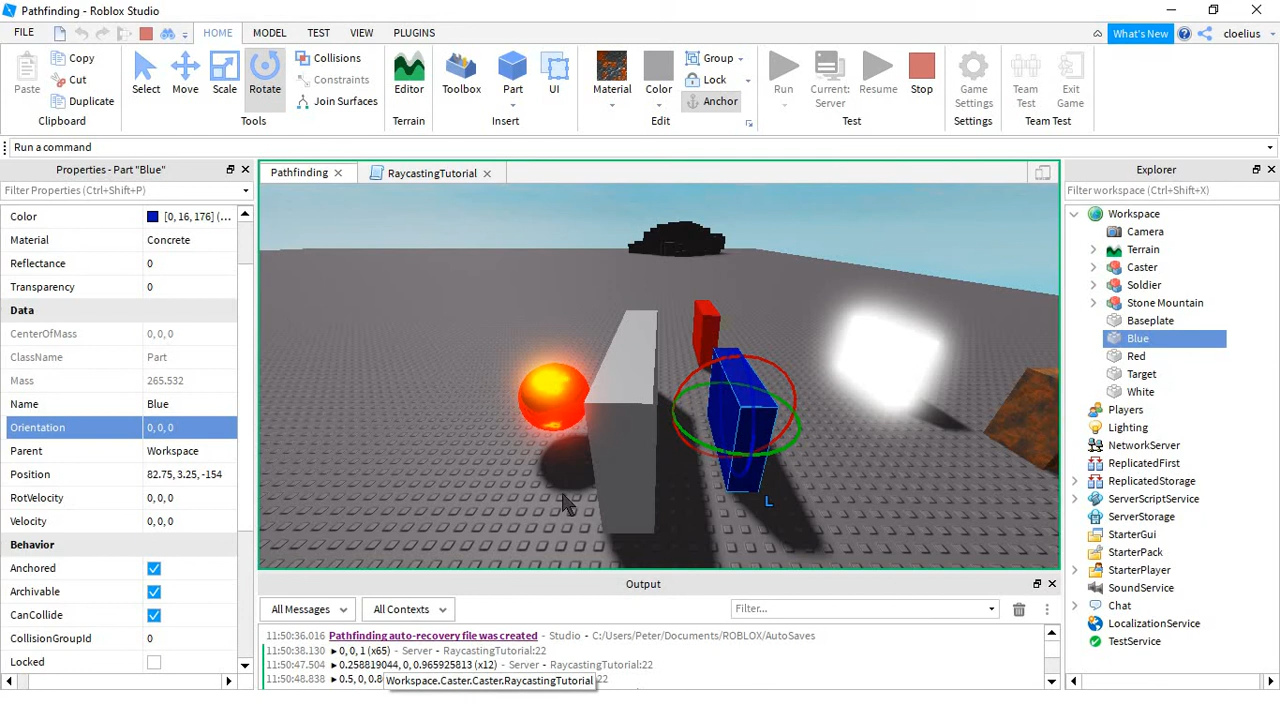 Pathfinding - Roblox Studio
FILE HOME MODEL TEST VIEW PLUGINS What's New cloelius
Paste Copy Cut Duplicate Clipboard
Select Move Scale Rotate Collisions Constraints Join Surfaces Tools
Editor Terrain
Toolbox Part UI Insert
Material Color Group Lock Anchor Edit
Run Current: Server Resume Stop Test
Game Settings Settings
Team Test Exit Game Team Test
Run a command
Properties - Part "Blue"
Filter Properties (Ctrl+Shift+P)
Color [0, 16, 176] (...
Material Concrete
Reflectance 0
Transparency 0
Data
CenterOfMass 0, 0, 0
ClassName Part
Mass 265.532
Name Blue
Orientation 0, 0, 0
Parent Workspace
Position 82.75, 3.25, -154
RotVelocity 0, 0, 0
Velocity 0, 0, 0
Behavior
Anchored
Archivable
CanCollide
CollisionGroupId 0
Locked
Pathfinding RaycastingTutorial
L
Output
All Messages All Contexts Filter...
11:50:36.016 Pathfinding auto-recovery file was created - Studio - C:/Users/Peter/Documents/ROBLOX/AutoSaves
11:50:38.130 0, 0, 1 (x65) - Server - RaycastingTutorial:22
11:50:47.504 0.258819044, 0, 0.965925813 (x12) - Server - RaycastingTutorial:22
11:50:48.838 0.5, 0, 0.8 :22
Workspace.Caster.Caster.RaycastingTutorial
Explorer
Filter workspace (Ctrl+Shift+X)
Workspace
Camera
Terrain
Caster
Soldier
Stone Mountain
Baseplate
Blue
Red
Target
White
Players
Lighting
NetworkServer
ReplicatedFirst
ReplicatedStorage
ServerScriptService
ServerStorage
StarterGui
StarterPack
StarterPlayer
SoundService
Chat
LocalizationService
TestService